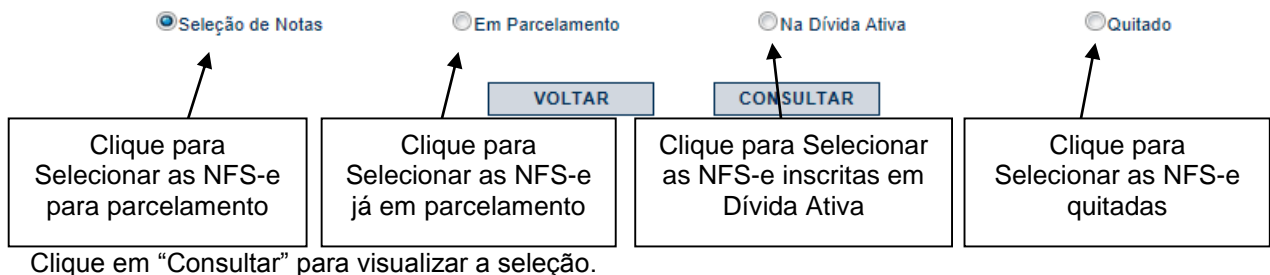 Seleção de Notas Em Parcelamento Na Dívida Ativa Quitado
VOLTAR CONSULTAR
Clique para
Selecionar as NFS-e
para parcelamento
Clique para
Selecionar as NFS-e
já em parcelamento
Clique para Selecionar
as NFS-e inscritas em
Dívida Ativa
Clique para
Selecionar as NFS-e
quitadas
Clique em “Consultar” para visualizar a seleção.